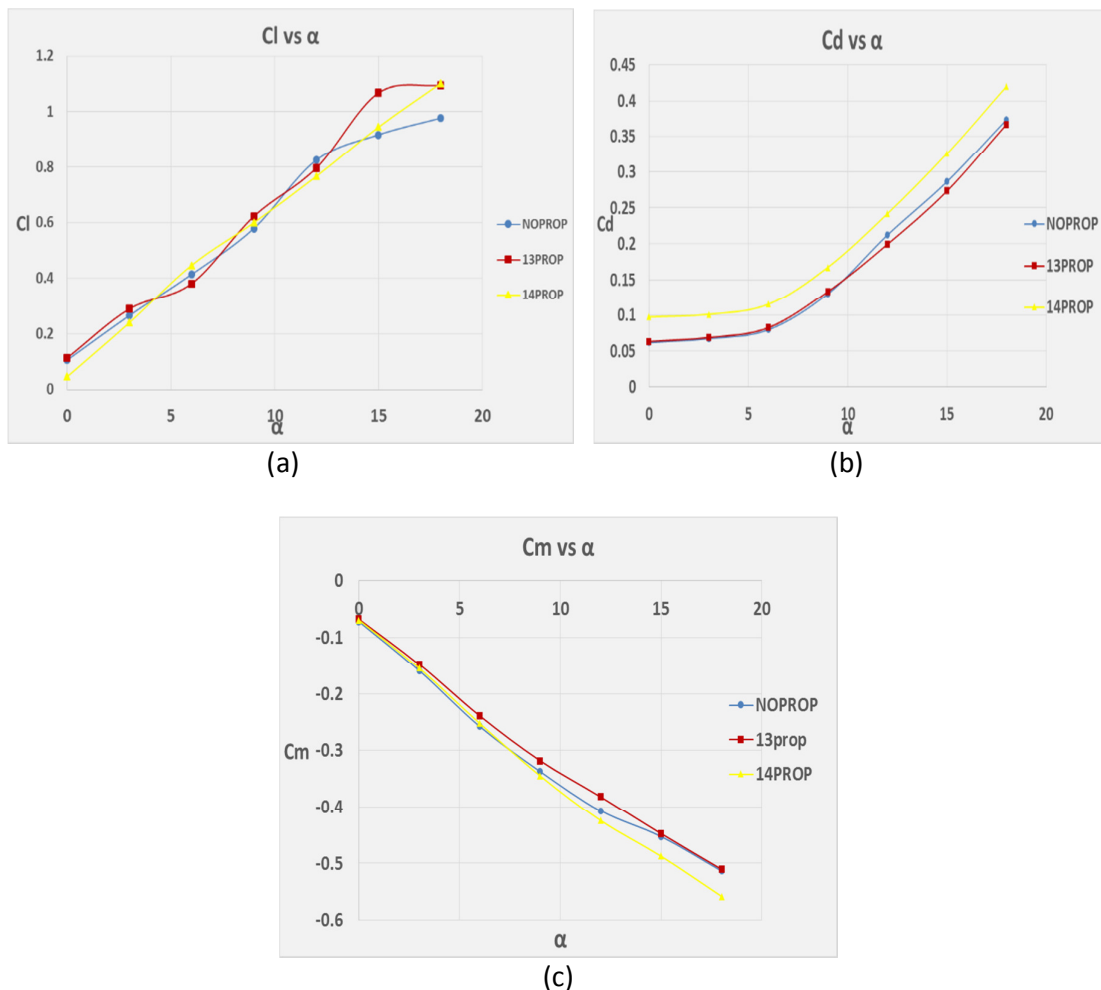 Cl vs α
1.2
1
0.8
0.6
0.4
0.2
0
Cl
0 5 10 15 20
α
NOPROP
13PROP
14PROP
(a)
Cd vs α
0.45
0.4
0.35
0.3
0.25
0.2
0.15
0.1
0.05
0
Cd
0 5 10 15 20
α
NOPROP
13PROP
14PROP
(b)
Cm vs α
0
0 5 10 15 20
-0.1
-0.2
-0.3
-0.4
-0.5
-0.6
Cm
α
NOPROP
13prop
14PROP
(c)